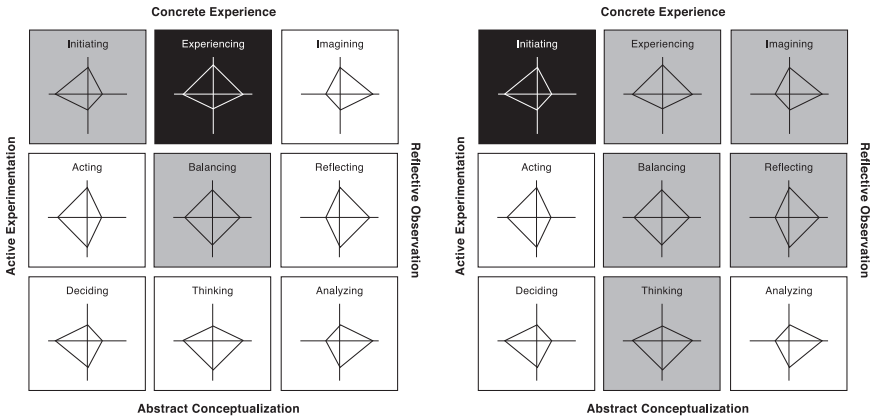 Concrete Experience
Initiating
Experiencing
Imagining
Active Experimentation
Acting
Balancing
Reflecting
Reflective Observation
Deciding
Thinking
Analyzing
Abstract Conceptualization
Concrete Experience
Initiating
Experiencing
Imagining
Active Experimentation
Acting
Balancing
Reflecting
Reflective Observation
Deciding
Thinking
Analyzing
Abstract Conceptualization